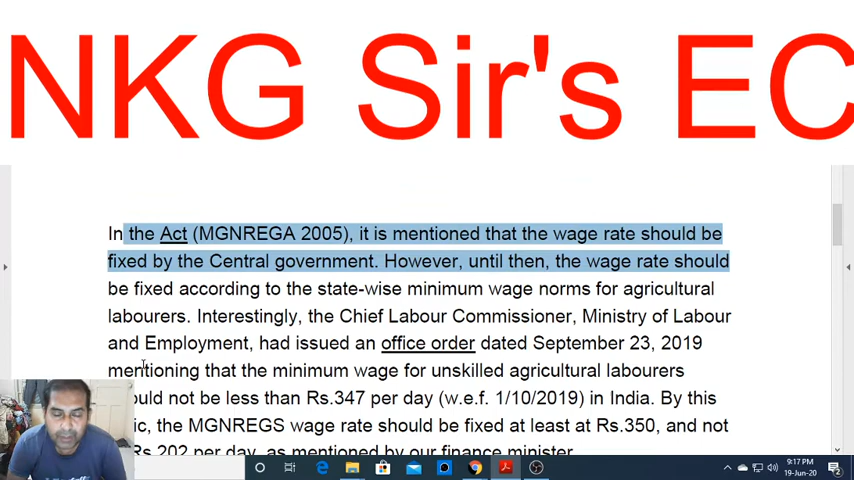 NKG Sir's EC
In the Act (MGNREGA 2005), it is mentioned that the wage rate should be
fixed by the Central government. However, until then, the wage rate should
be fixed according to the state-wise minimum wage norms for agricultural
labourers. Interestingly, the Chief Labour Commissioner, Ministry of Labour
and Employment, had issued an office order dated September 23, 2019
mentioning that the minimum wage for unskilled agricultural labourers
ould not be less than Rs.347 per day (w.e.f. 1/10/2019) in India. By this
ic, the MGNREGS wage rate should be fixed at least at Rs.350, and not
Rs.202 per day, as mentioned by our finance minister.
9:17 PM
19-Jun-20
2